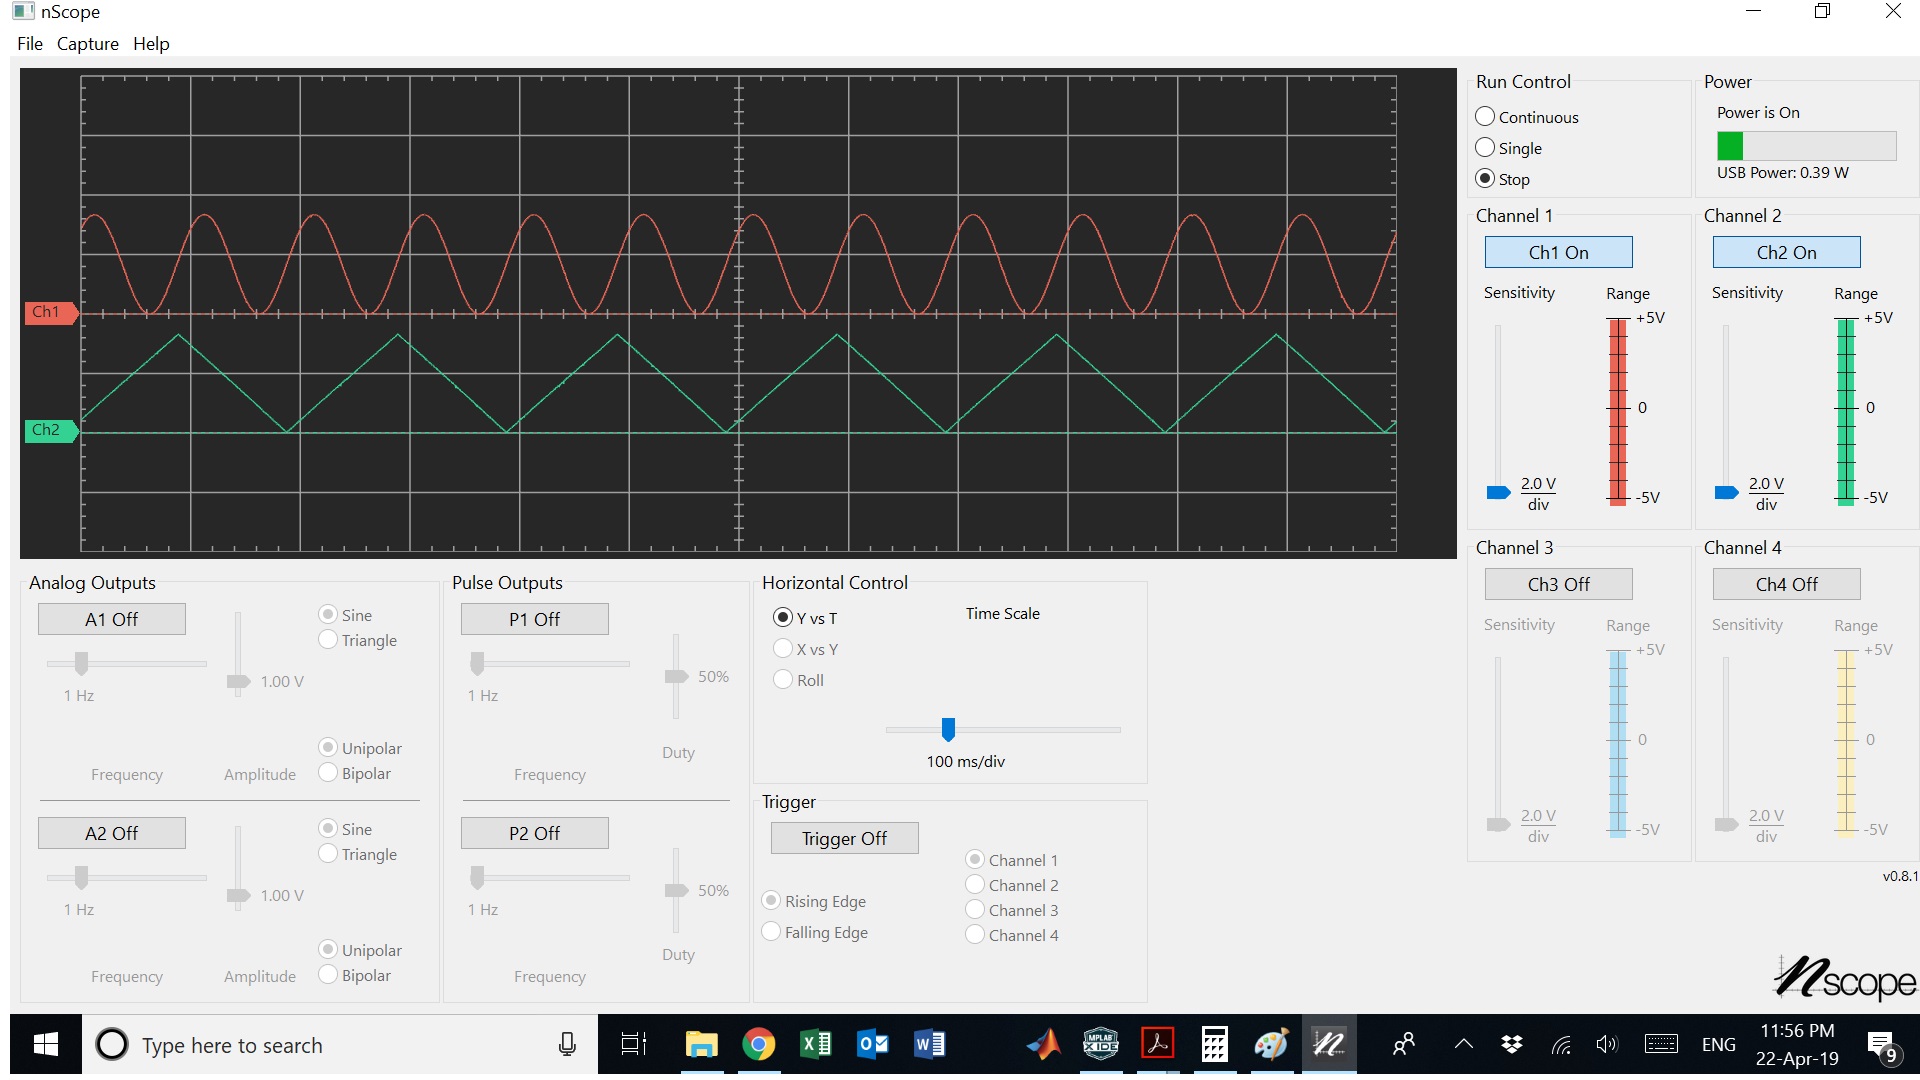 nScope
File Capture Help
Ch1
Ch2
Run Control
Continuous
Single
Stop
Power
Power is On
USB Power: 0.39 W
Channel 1
Ch1 On
Sensitivity Range
+5V
0
-5V
2.0 V
div
Channel 2
Ch2 On
Sensitivity Range
+5V
0
-5V
2.0 V
div
Channel 3
Ch3 Off
Sensitivity Range
+5V
0
-5V
2.0 V
div
Channel 4
Ch4 Off
Sensitivity Range
+5V
0
-5V
2.0 V
div
v0.8.1
Analog Outputs
A1 Off
Sine
Triangle
1.00 V
1 Hz
Unipolar
Bipolar
Frequency Amplitude
A2 Off
Sine
Triangle
1.00 V
1 Hz
Unipolar
Bipolar
Frequency Amplitude
Pulse Outputs
P1 Off
50%
1 Hz
Duty
Frequency
P2 Off
50%
1 Hz
Duty
Frequency
Horizontal Control
Y vs T
X vs Y
Roll
Time Scale
100 ms/div
Trigger
Trigger Off
Rising Edge
Falling Edge
Channel 1
Channel 2
Channel 3
Channel 4
nscope
Type here to search
MPLAB
X IDE
ENG
11:56 PM
22-Apr-19
9